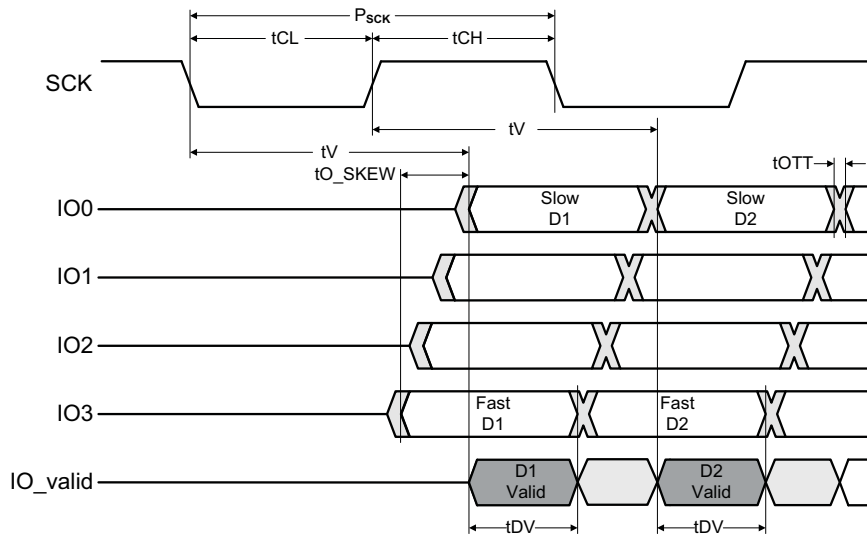 PSCK
tCL
tCH
SCK
tV
tV
tO_SKEW
tOTT
IO0
Slow
D1
Slow
D2
IO1
IO2
IO3
Fast
D1
Fast
D2
IO_valid
D1
Valid
D2
Valid
tDV
tDV